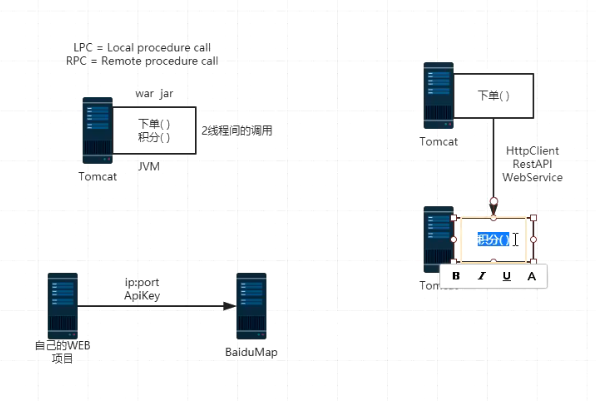 LPC = Local procedure call
RPC = Remote procedure call
war jar
下单( )
积分( )
2线程间的调用
JVM
Tomcat
下单( )
Tomcat
HttpClient
RestAPI
WebService
积分( )
B I U A
ip:port
ApiKey
自己的WEB
项目
BaiduMap